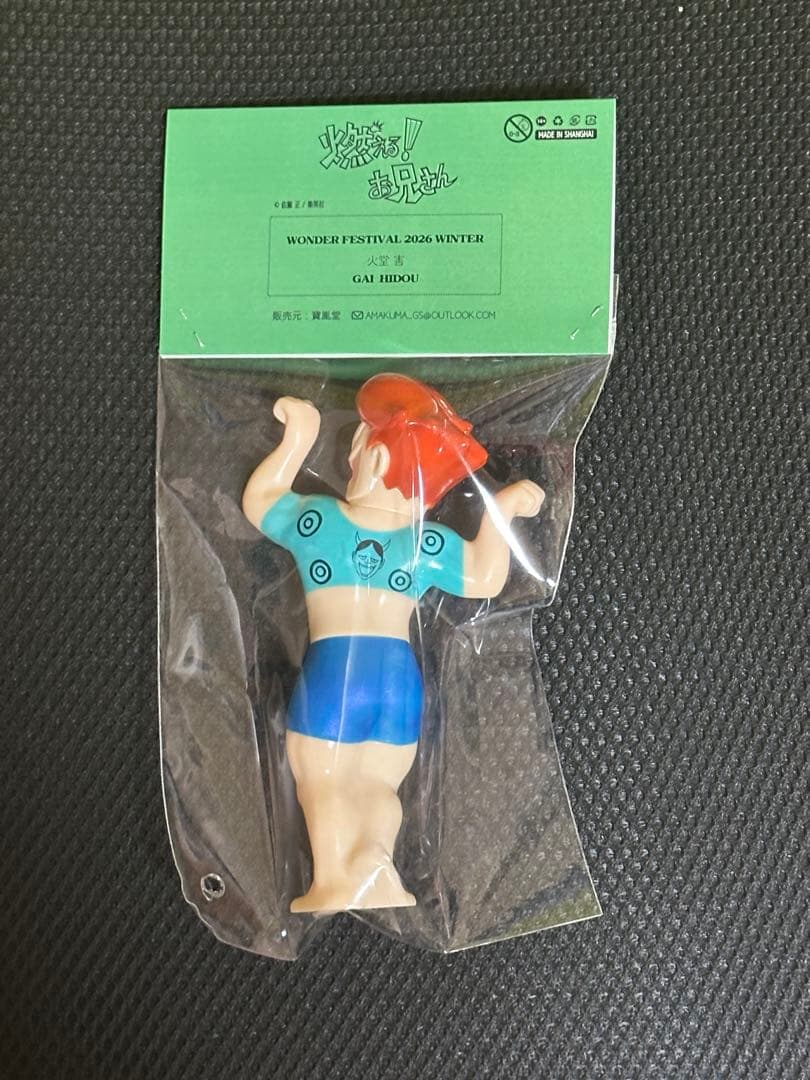 燃える!
お兄さん
© 佐藤 正 / 集英社
MADE IN SHANGHAI
WONDER FESTIVAL 2026 WINTER
火堂 害
GAI HIDOU
販売元：寶嵐堂 AMAKUMA_GS@OUTLOOK.COM